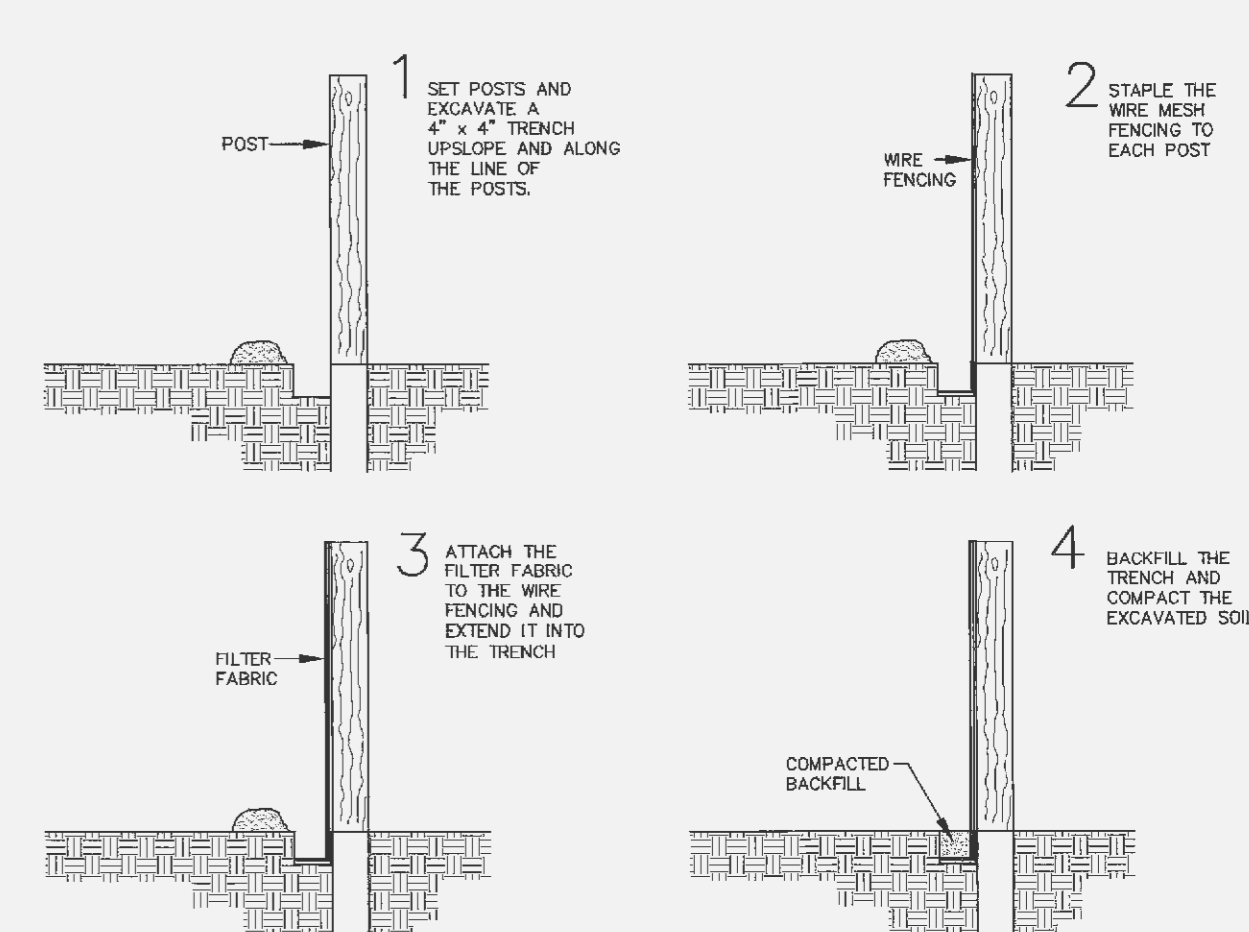 1
SET POSTS AND
EXCAVATE A
4" x 4" TRENCH
UPSLOPE AND ALONG
THE LINE OF
THE POSTS.
POST
2
STAPLE THE
WIRE MESH
FENCING TO
EACH POST
WIRE
FENCING
3
ATTACH THE
FILTER FABRIC
TO THE WIRE
FENCING AND
EXTEND IT INTO
THE TRENCH
FILTER
FABRIC
4
BACKFILL THE
TRENCH AND
COMPACT THE
EXCAVATED SOIL
COMPACTED
BACKFILL